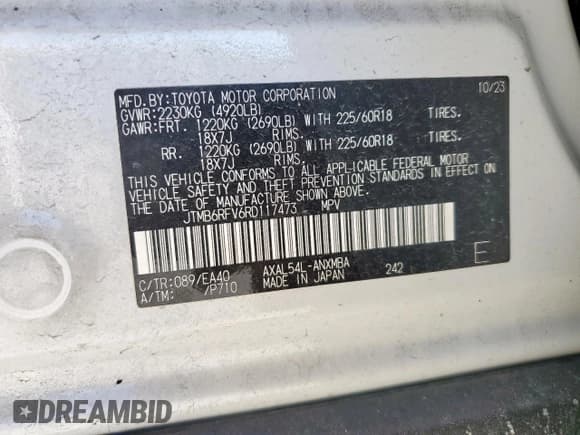 MFD.BY:TOYOTA MOTOR CORPORATION 10/23
GVWR:2230KG (4920LB)
GAWR:FRT. 1220KG (2690LB) WITH 225/60R18 TIRES.
18X7J RIMS.
RR. 1220KG (2690LB) WITH 225/60R18 TIRES.
18X7J RIMS.
THIS VEHICLE CONFORMS TO ALL APPLICABLE FEDERAL MOTOR
VEHICLE SAFETY AND THEFT PREVENTION STANDARDS IN EFFECT
ON THE DATE OF MANUFACTURE SHOWN ABOVE.
JTMB6RFV6RD117473 MPV
C/TR:089/EA40 AXAL54L-ANXMBA 242 E
A/TM: /P710 MADE IN JAPAN
DREAMBID